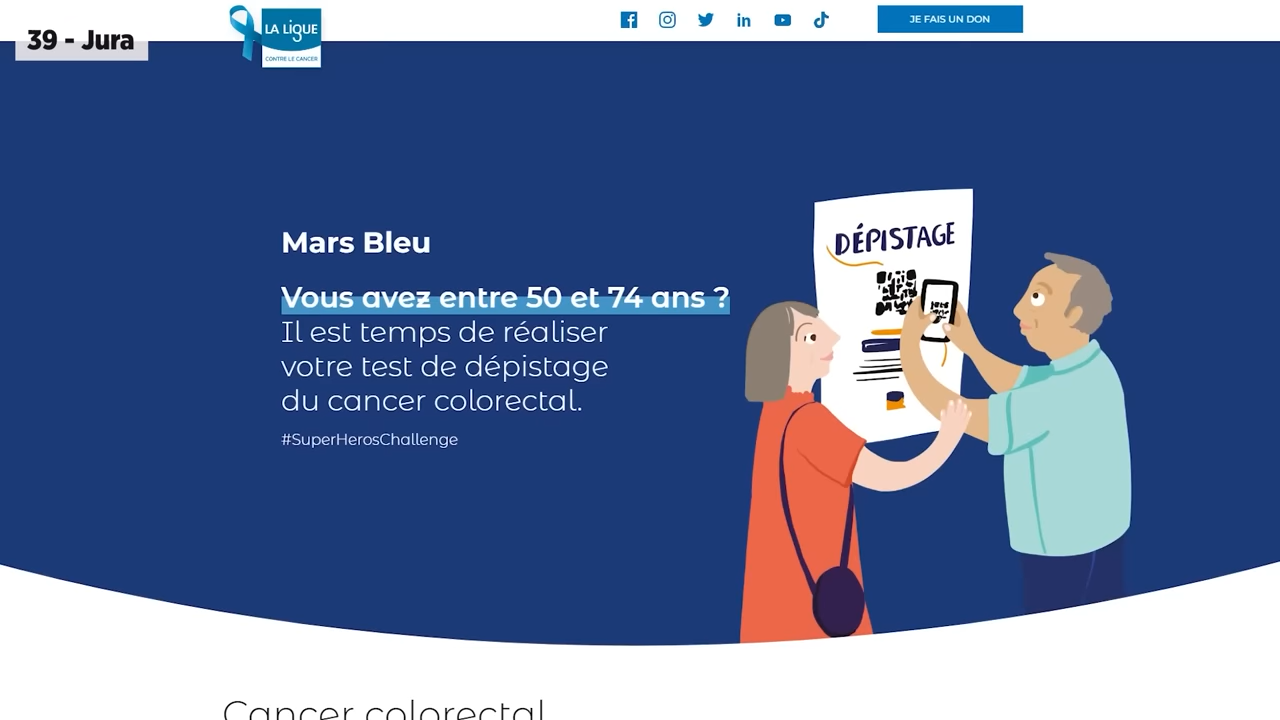 39 - Jura
LA LiGUE
CONTRE LE CANCER
JE FAIS UN DON
Mars Bleu
Vous avez entre 50 et 74 ans ?
Il est temps de réaliser
votre test de dépistage
du cancer colorectal.
#SuperHerosChallenge
DÉPISTAGE
Cancer colorectal